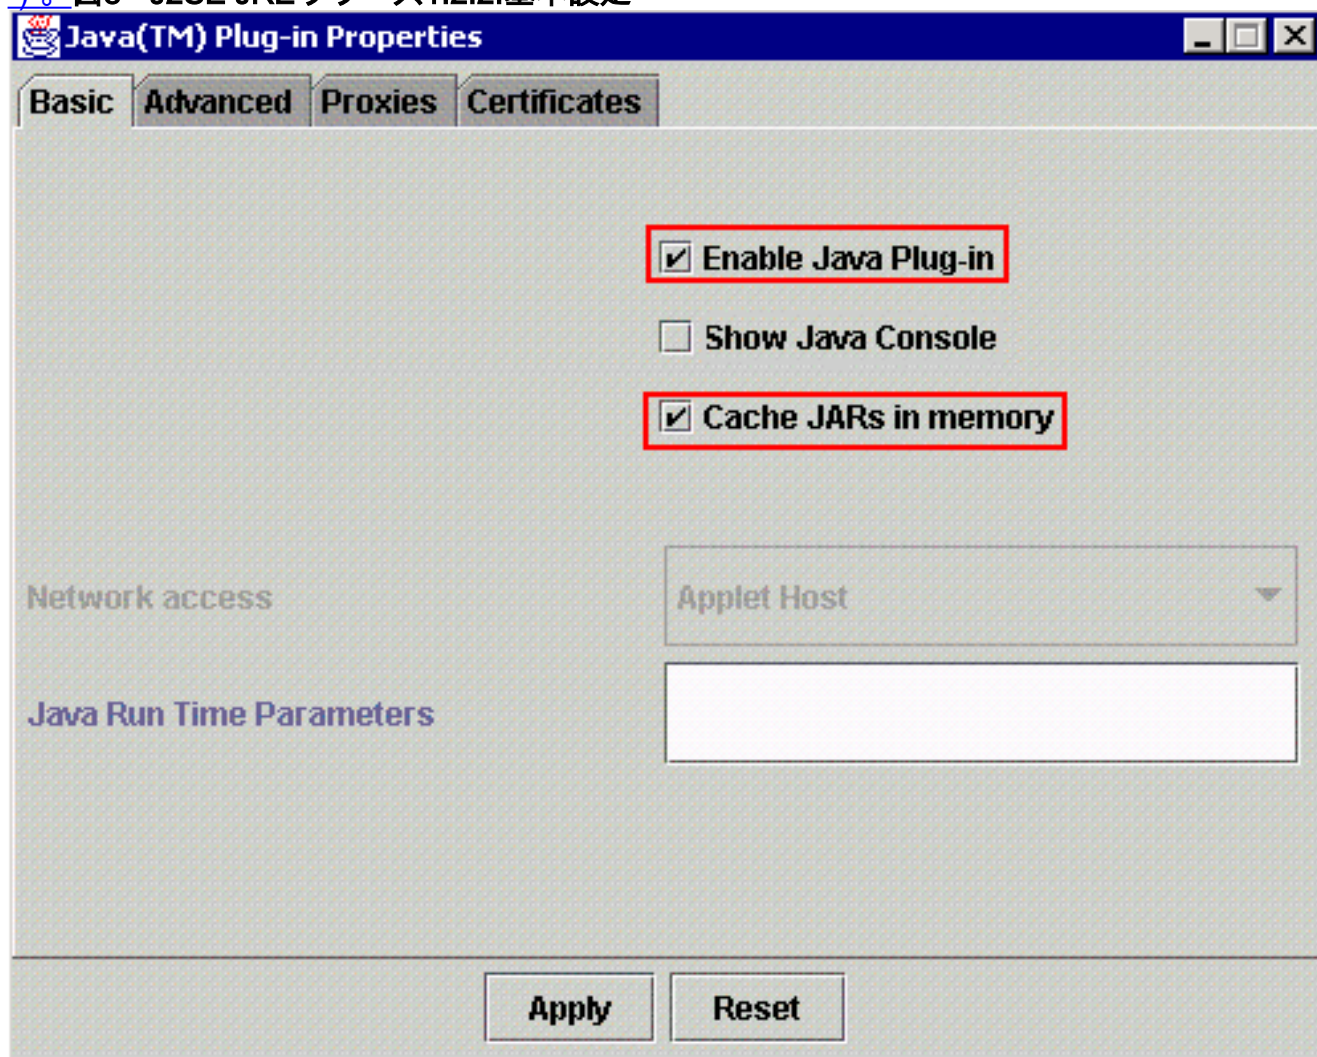 Java(TM) Plug-in Properties
Basic Advanced Proxies Certificates
Enable Java Plug-in
Show Java Console
Cache JARs in memory
Network access Applet Host
Java Run Time Parameters
Apply Reset